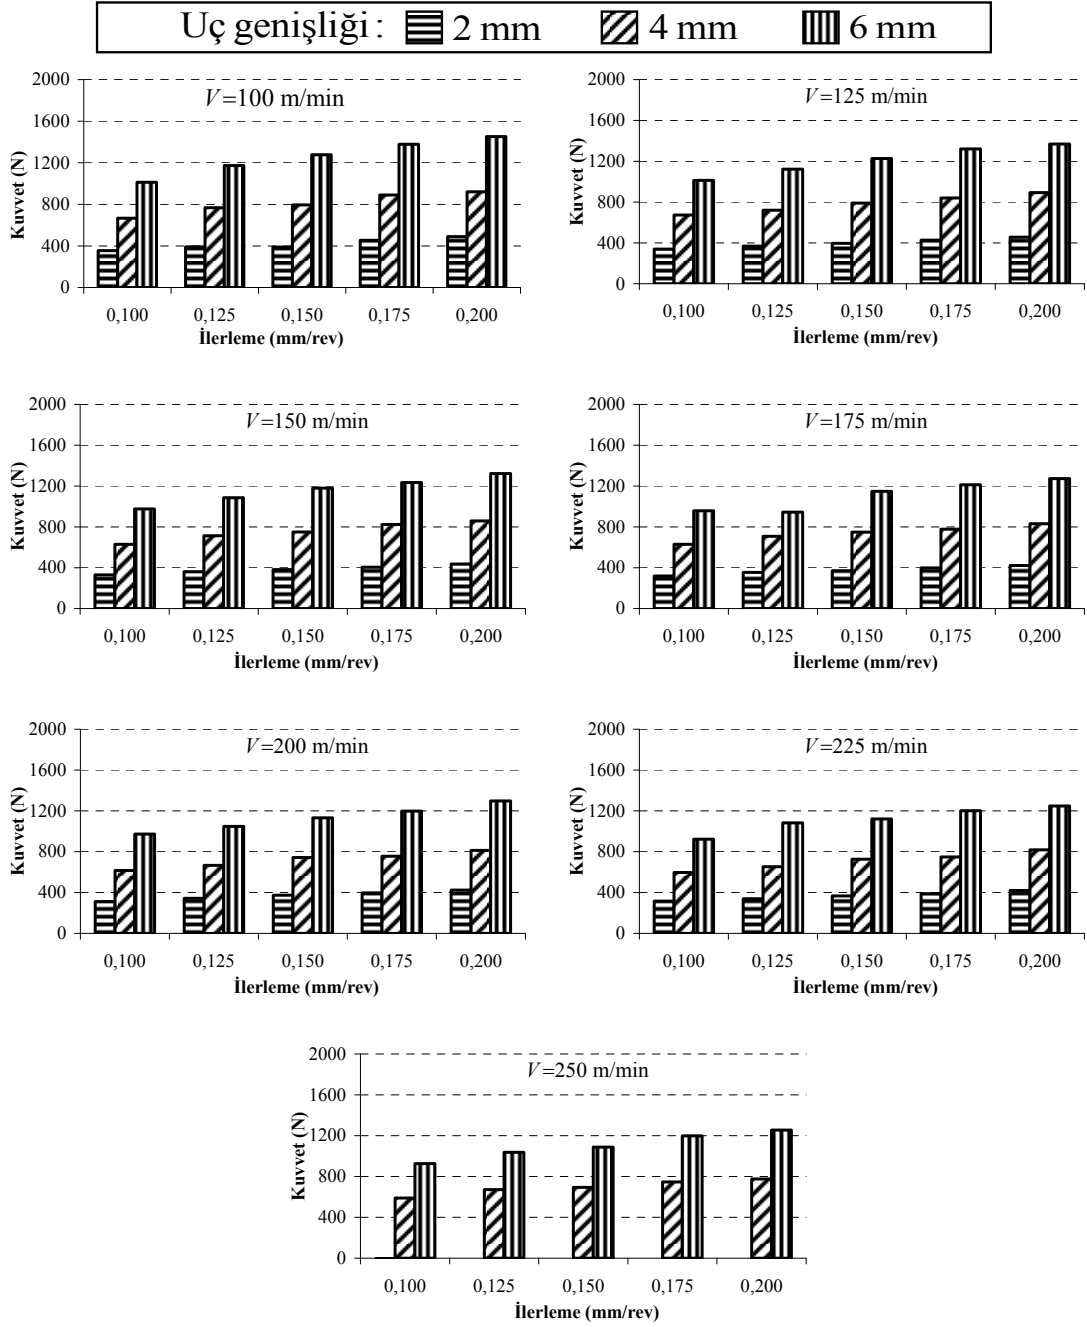 Uç genişliği : 2 mm 4 mm 6 mm
V=100 m/min
Kuvvet (N)
2000
1600
1200
800
400
0
0,100 0,125 0,150 0,175 0,200
İlerleme (mm/rev)
V=125 m/min
Kuvvet (N)
2000
1600
1200
800
400
0
0,100 0,125 0,150 0,175 0,200
İlerleme (mm/rev)
V=150 m/min
Kuvvet (N)
2000
1600
1200
800
400
0
0,100 0,125 0,150 0,175 0,200
İlerleme (mm/rev)
V=175 m/min
Kuvvet (N)
2000
1600
1200
800
400
0
0,100 0,125 0,150 0,175 0,200
İlerleme (mm/rev)
V=200 m/min
Kuvvet (N)
2000
1600
1200
800
400
0
0,100 0,125 0,150 0,175 0,200
İlerleme (mm/rev)
V=225 m/min
Kuvvet (N)
2000
1600
1200
800
400
0
0,100 0,125 0,150 0,175 0,200
İlerleme (mm/rev)
V=250 m/min
Kuvvet (N)
2000
1600
1200
800
400
0
0,100 0,125 0,150 0,175 0,200
İlerleme (mm/rev)